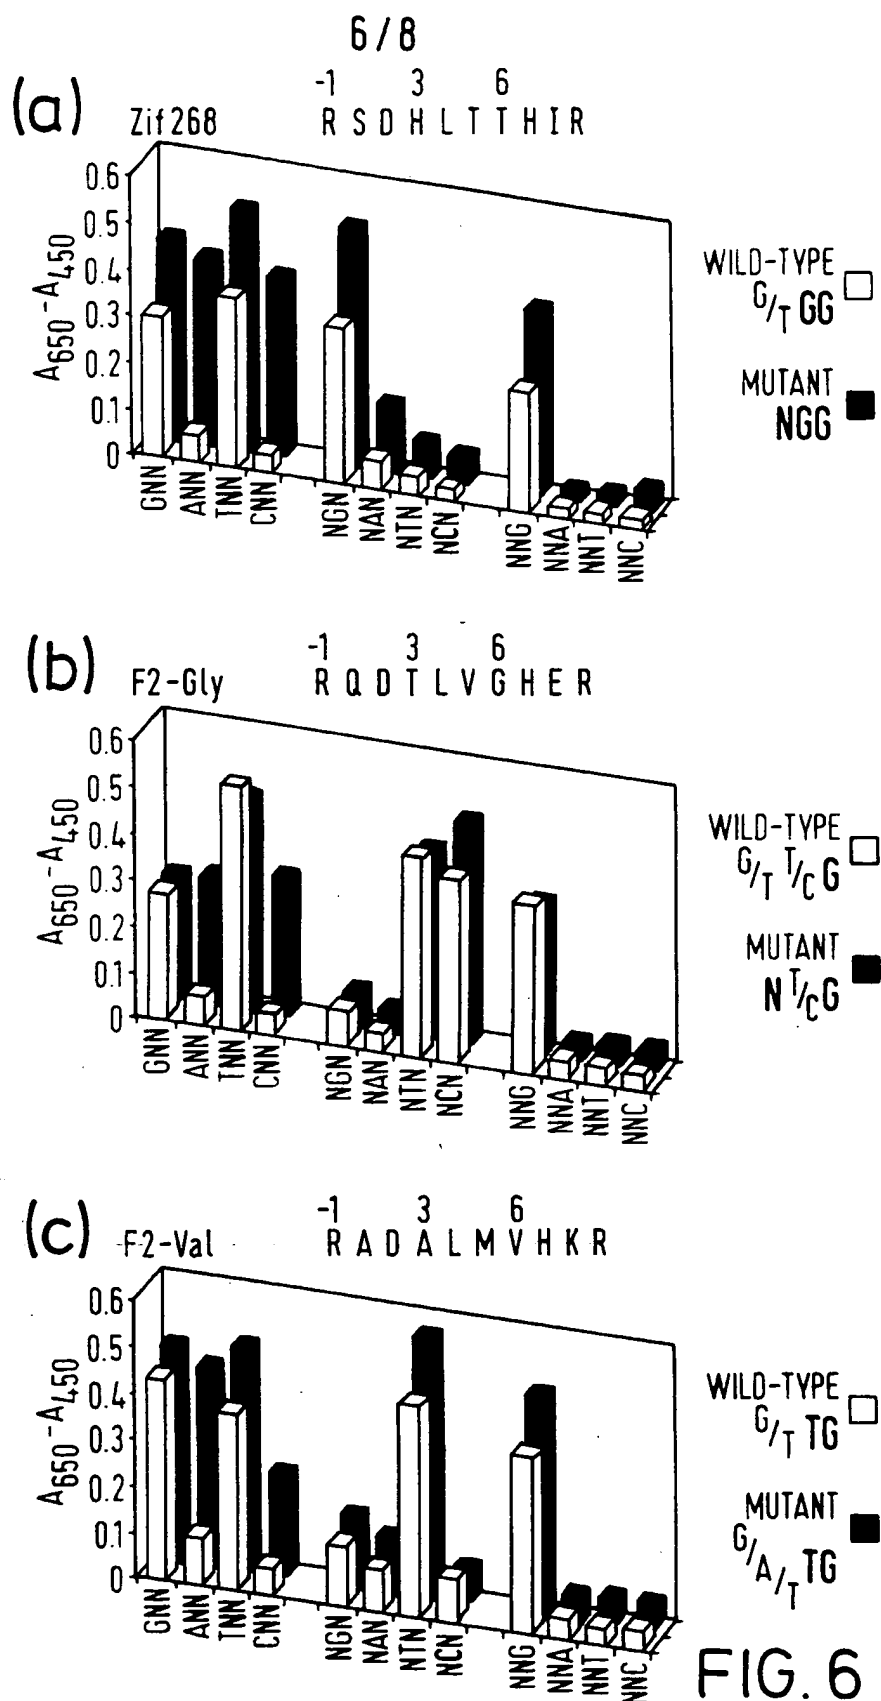 6/8
(a)
-1 3 6
Zif268 R S D H L T T H I R
0.6
0.5
0.4
0.3
0.2
0.1
0
A650-A450
GNN ANN TNN CNN NGN NAN NTN NCN NNG NNA NNT NNC
WILD-TYPE
G/T GG
MUTANT
NGG
(b)
-1 3 6
F2-Gly R Q D T L V G H E R
0.6
0.5
0.4
0.3
0.2
0.1
0
A650-A450
GNN ANN TNN CNN NGN NAN NTN NCN NNG NNA NNT NNC
WILD-TYPE
G/T T/C G
MUTANT
N T/C G
(c)
-1 3 6
F2-Val R A D A L M V H K R
0.6
0.5
0.4
0.3
0.2
0.1
0
A650-A450
GNN ANN TNN CNN NGN NAN NTN NCN NNG NNA NNT NNC
WILD-TYPE
G/T TG
MUTANT
G/A/T TG
FIG. 6